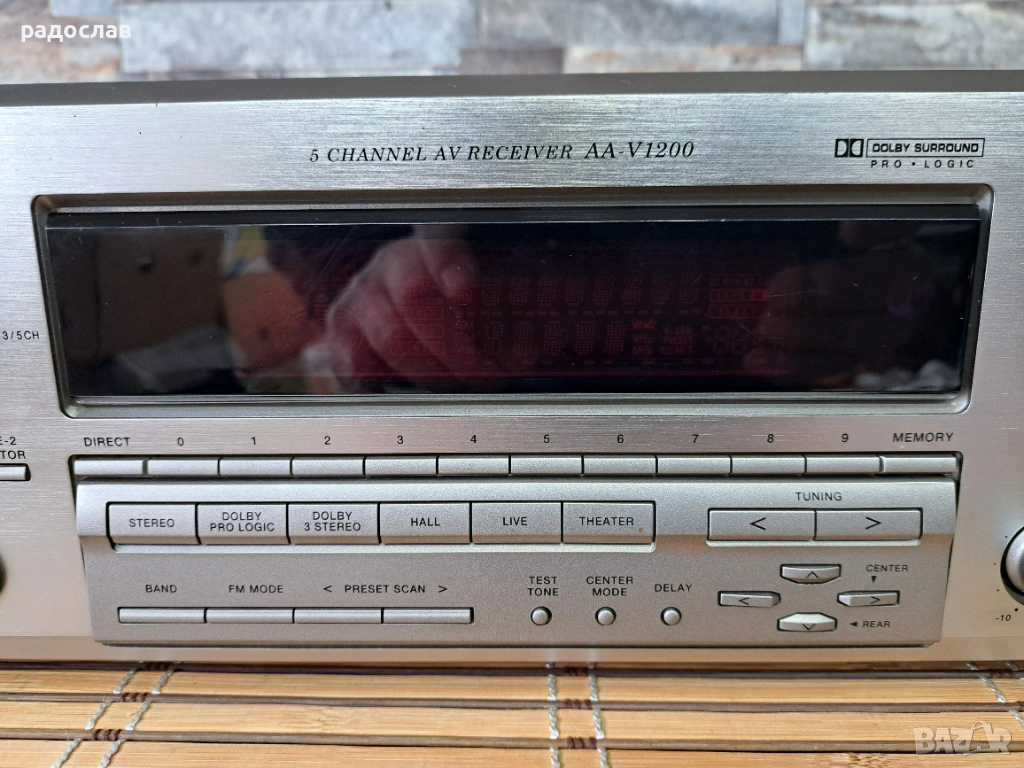 радослав
5 CHANNEL AV RECEIVER AA-V1200
DOLBY SURROUND
PRO • LOGIC
3/5CH
E-2
TOR
DIRECT 0 1 2 3 4 5 6 7 8 9 MEMORY
STEREO
DOLBY PRO LOGIC
DOLBY 3 STEREO
HALL
LIVE
THEATER
TUNING
< >
BAND FM MODE < PRESET SCAN >
TEST TONE
CENTER MODE
DELAY
CENTER
REAR
-10
BAZAR